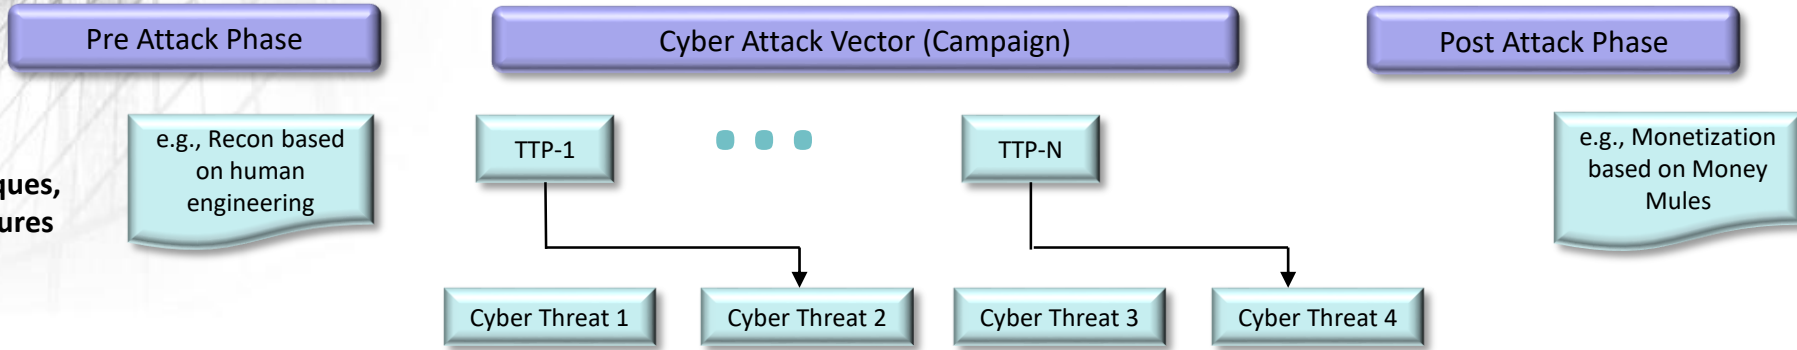 Pre Attack Phase
Cyber Attack Vector (Campaign)
Post Attack Phase
e.g., Recon based
on human
engineering
TTP-1
TTP-N
e.g., Monetization
based on Money
Mules
ques,
ures
Cyber Threat 1
Cyber Threat 2
Cyber Threat 3
Cyber Threat 4